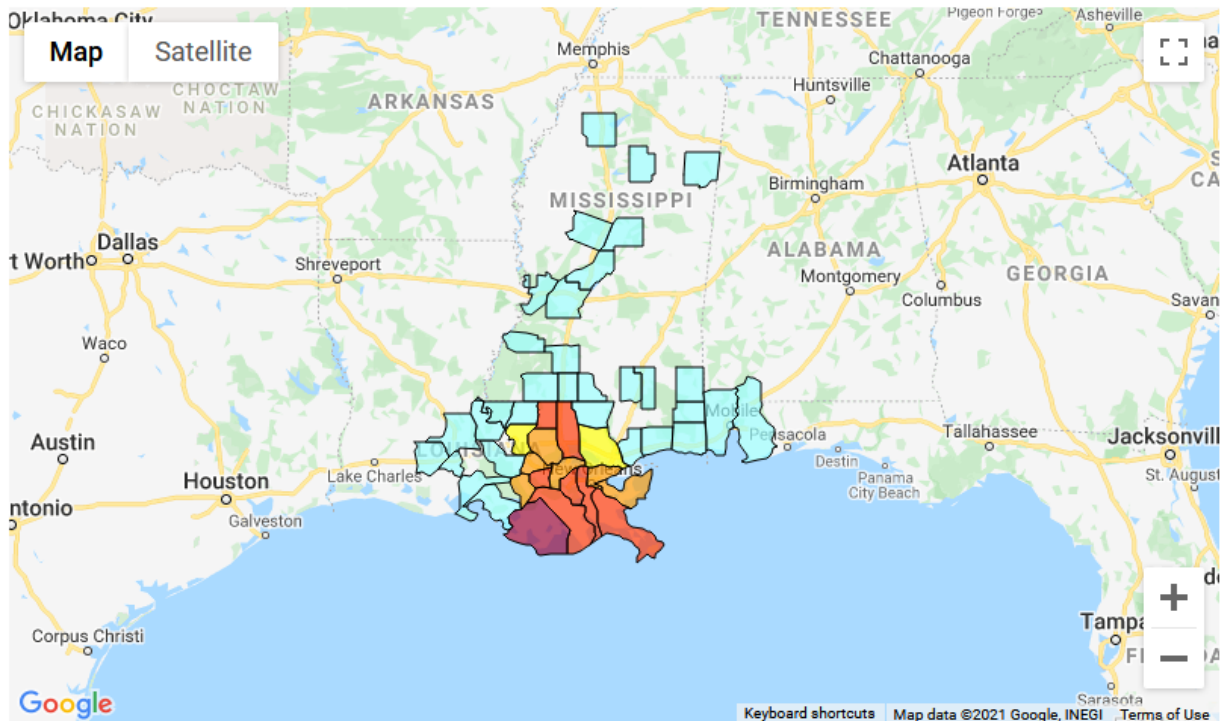 Oklahoma City
Map
Satellite
TENNESSEE
Pigeon Forge
Asheville
Memphis
Chattanooga
CHOCTAW
NATION
Huntsville
ARKANSAS
CHICKASAW
NATION
Atlanta
Birmingham
MISSISSIPPI
Dallas
ALABAMA
rt Worth
Shreveport
Montgomery
GEORGIA
Columbus
Savan
Waco
Mobile
Austin
Pensacola
Tallahassee
Jacksonvill
LOUISIANA
Lake Charles
New Orleans
Destin
Panama
City Beach
St. August
Houston
ntonio
Galveston
Corpus Christi
Tampa
Sarasota
Google
Keyboard shortcuts
Map data ©2021 Google, INEGI
Terms of Use